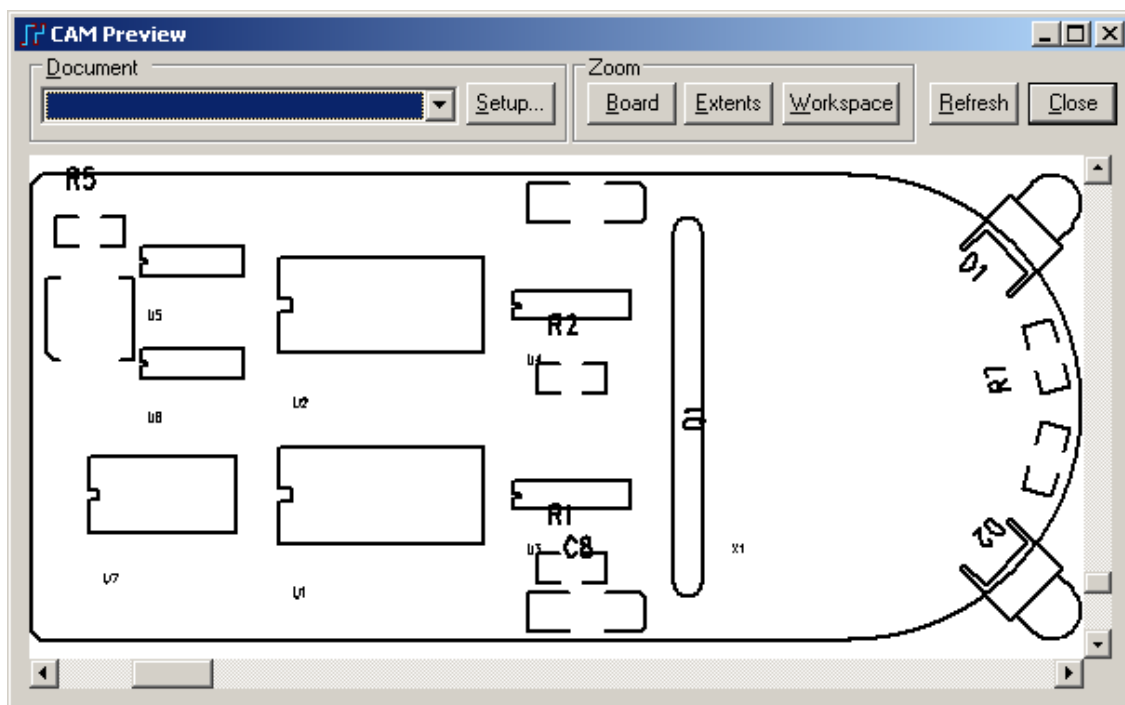 CAM Preview
Document
Zoom
Setup...
Board
Extents
Workspace
Refresh
Close
R5
D1
U5
R2
U4
R7
U2
U8
R1
D2
U3
C8
X1
U7
U1